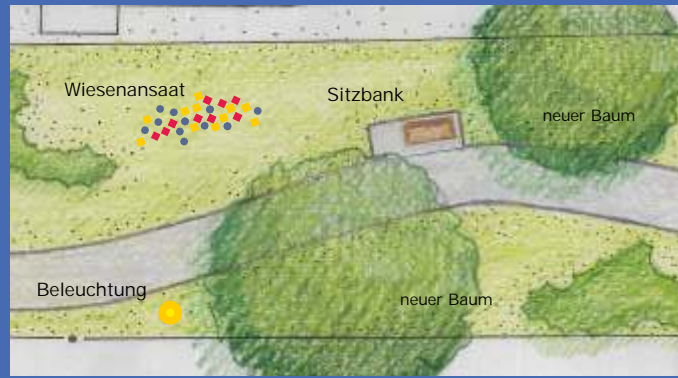 Wiesenansaat
Sitzbank
neuer Baum
Beleuchtung
neuer Baum